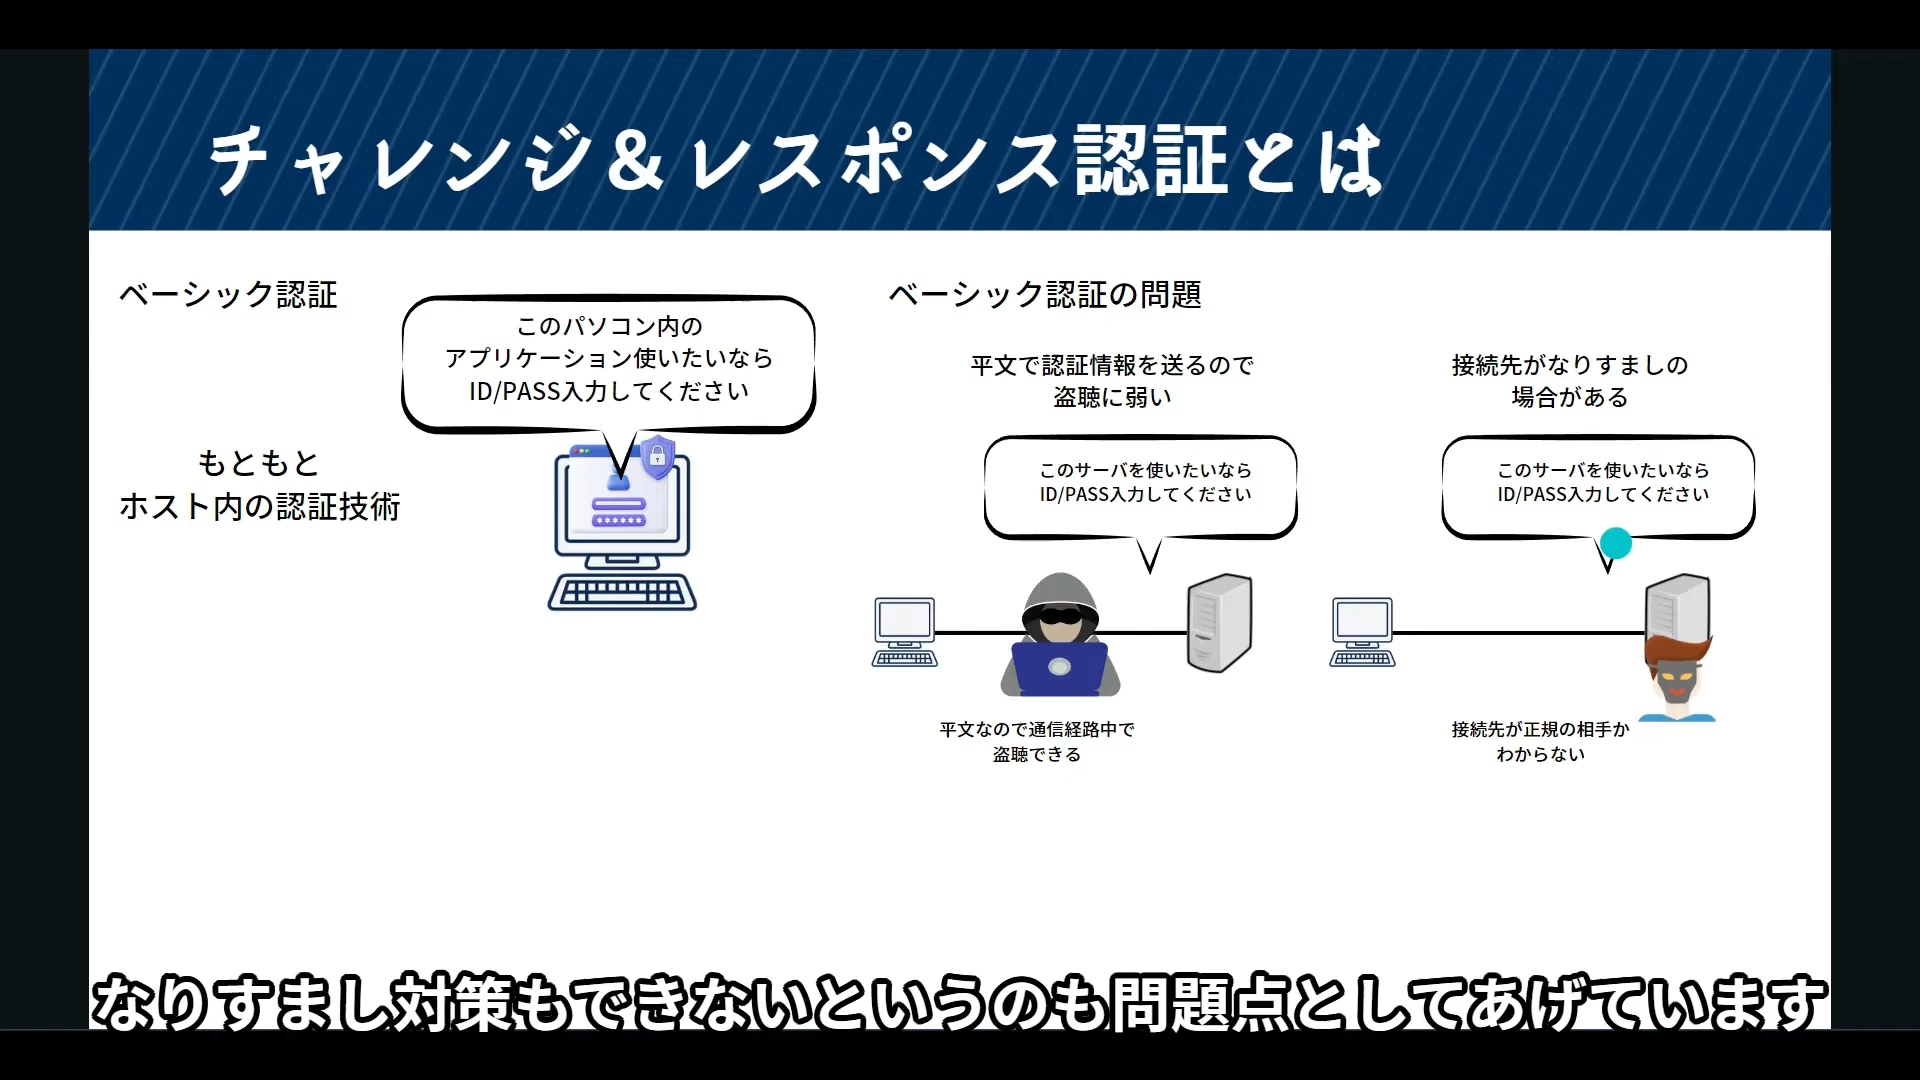 チャレンジ＆レスポンス認証とは
ベーシック認証
このパソコン内の
アプリケーション使いたいなら
ID/PASS入力してください
もともと
ホスト内の認証技術
ベーシック認証の問題
平文で認証情報を送るので
盗聴に弱い
このサーバを使いたいなら
ID/PASS入力してください
平文なので通信経路中で
盗聴できる
接続先がなりすましの
場合がある
このサーバを使いたいなら
ID/PASS入力してください
接続先が正規の相手か
わからない
なりすまし対策もできないというのも問題点としてあげています